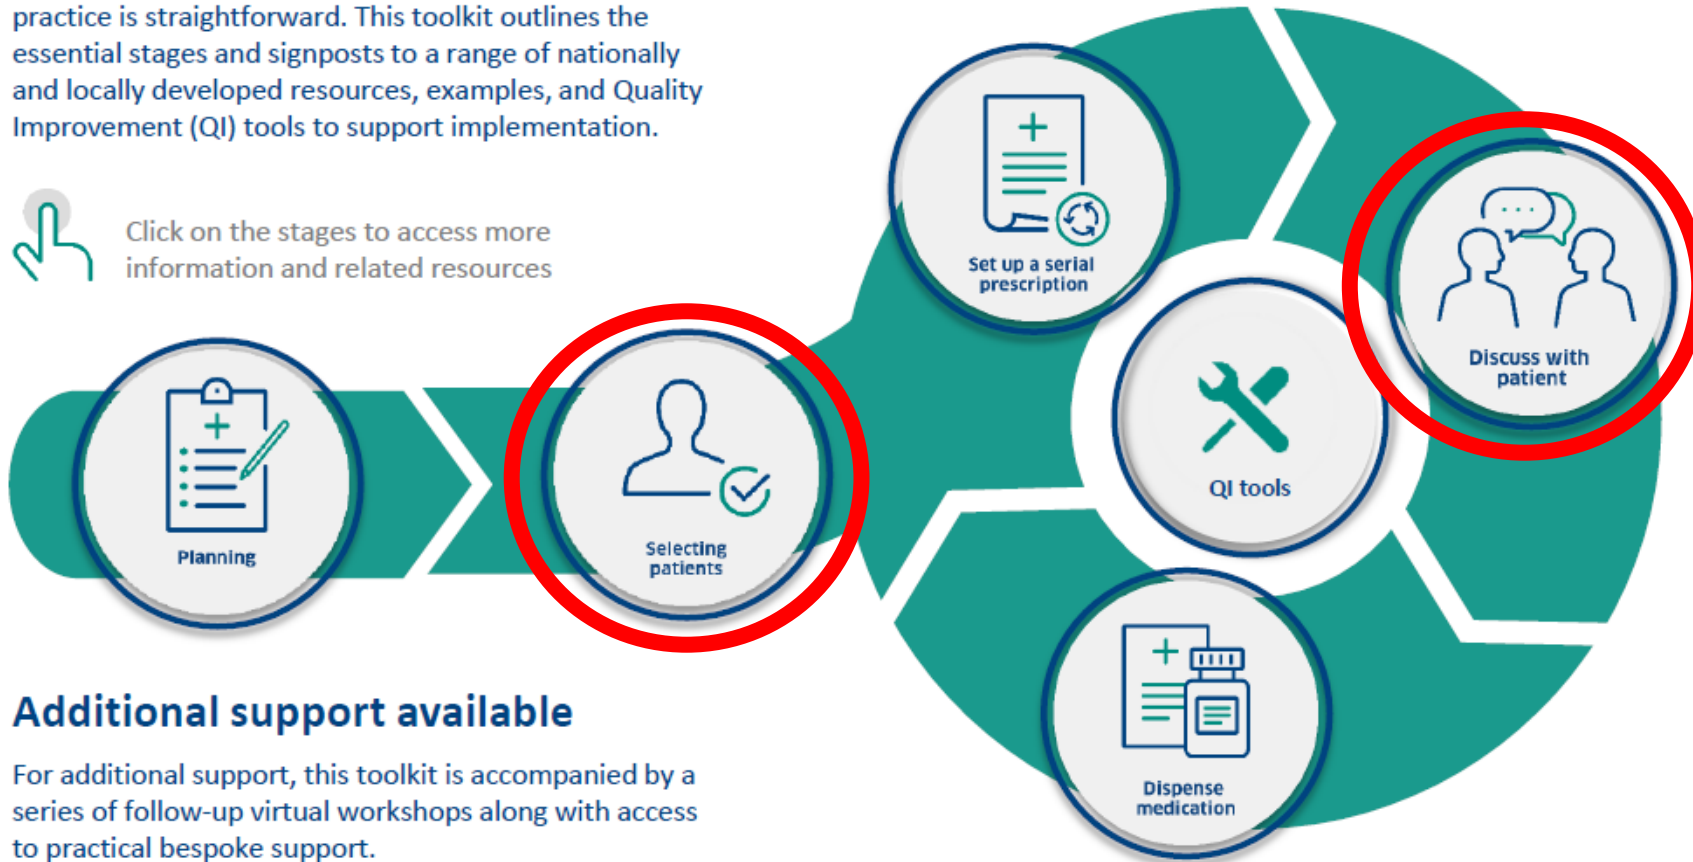 practice is straightforward. This toolkit outlines the
essential stages and signposts to a range of nationally
and locally developed resources, examples, and Quality
Improvement (QI) tools to support implementation.
Click on the stages to access more
information and related resources
Planning
Selecting
patients
Set up a serial
prescription
Discuss with
patient
QI tools
Dispense
medication
Additional support available
For additional support, this toolkit is accompanied by a
series of follow-up virtual workshops along with access
to practical bespoke support.